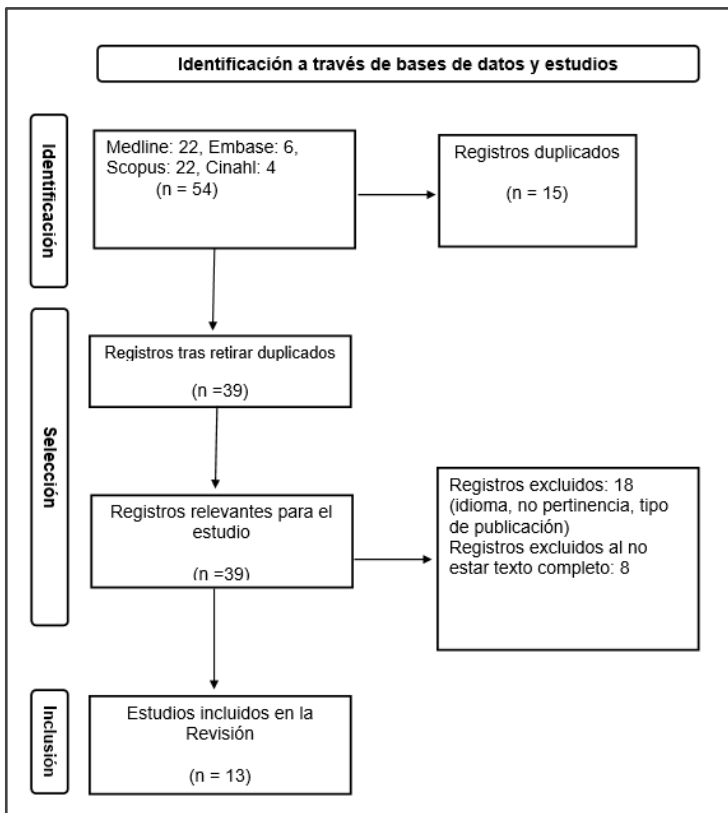 Identificación a través de bases de datos y estudios
Identificación
Medline: 22, Embase: 6,
Scopus: 22, Cinahl: 4
(n = 54)
Registros duplicados
(n = 15)
Selección
Registros tras retirar duplicados
(n =39)
Registros relevantes para el
estudio
(n =39)
Registros excluidos: 18
(idioma, no pertinencia, tipo
de publicación)
Registros excluidos al no
estar texto completo: 8
Inclusión
Estudios incluidos en la
Revisión
(n = 13)